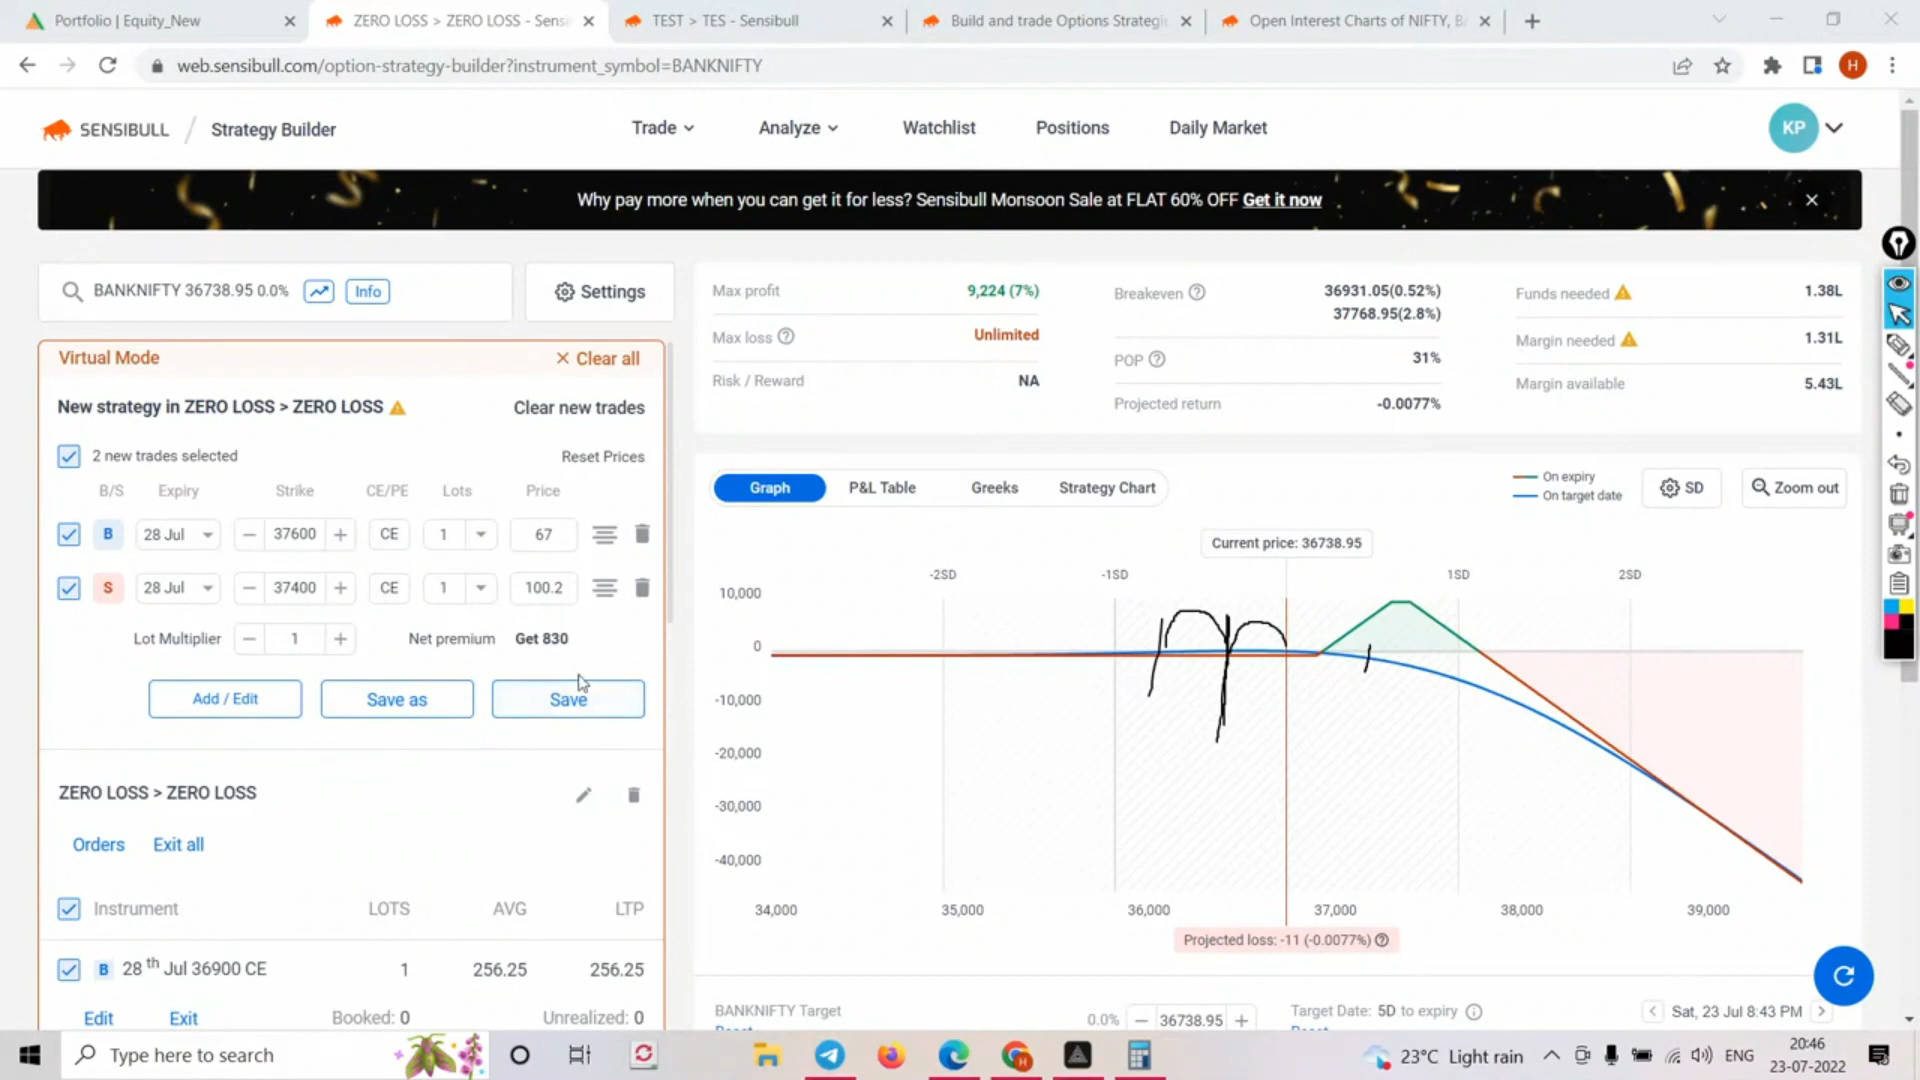 Portfolio | Equity_New
ZERO LOSS > ZERO LOSS - Sensi
TEST > TES - Sensibull
Build and trade Options Strategi
Open Interest Charts of NIFTY, B
web.sensibull.com/option-strategy-builder?instrument_symbol=BANKNIFTY
H
SENSIBULL / Strategy Builder
Trade
Analyze
Watchlist
Positions
Daily Market
KP
Why pay more when you can get it for less? Sensibull Monsoon Sale at FLAT 60% OFF Get it now
BANKNIFTY 36738.95 0.0%
Info
Settings
Max profit 9,224 (7%)
Max loss Unlimited
Risk / Reward NA
Breakeven 36931.05(0.52%)
37768.95(2.8%)
POP 31%
Projected return -0.0077%
Funds needed 1.38L
Margin needed 1.31L
Margin available 5.43L
Virtual Mode
Clear all
New strategy in ZERO LOSS > ZERO LOSS
Clear new trades
2 new trades selected
Reset Prices
B/S Expiry Strike CE/PE Lots Price
B 28 Jul 37600 CE 1 67
S 28 Jul 37400 CE 1 100.2
Lot Multiplier 1 Net premium Get 830
Add / Edit
Save as
Save
ZERO LOSS > ZERO LOSS
Orders
Exit all
Instrument LOTS AVG LTP
B 28 th Jul 36900 CE 1 256.25 256.25
Edit Exit Booked: 0 Unrealized: 0
Graph
P&L Table
Greeks
Strategy Chart
On expiry
On target date
SD
Zoom out
Current price: 36738.95
-2SD -1SD 1SD 2SD
10,000
0
-10,000
-20,000
-30,000
-40,000
34,000 35,000 36,000 37,000 38,000 39,000
Projected loss: -11 (-0.0077%)
BANKNIFTY Target
0.0% 36738.95
Target Date: 5D to expiry
Sat, 23 Jul 8:43 PM
Type here to search
23°C Light rain
ENG
20:46
23-07-2022